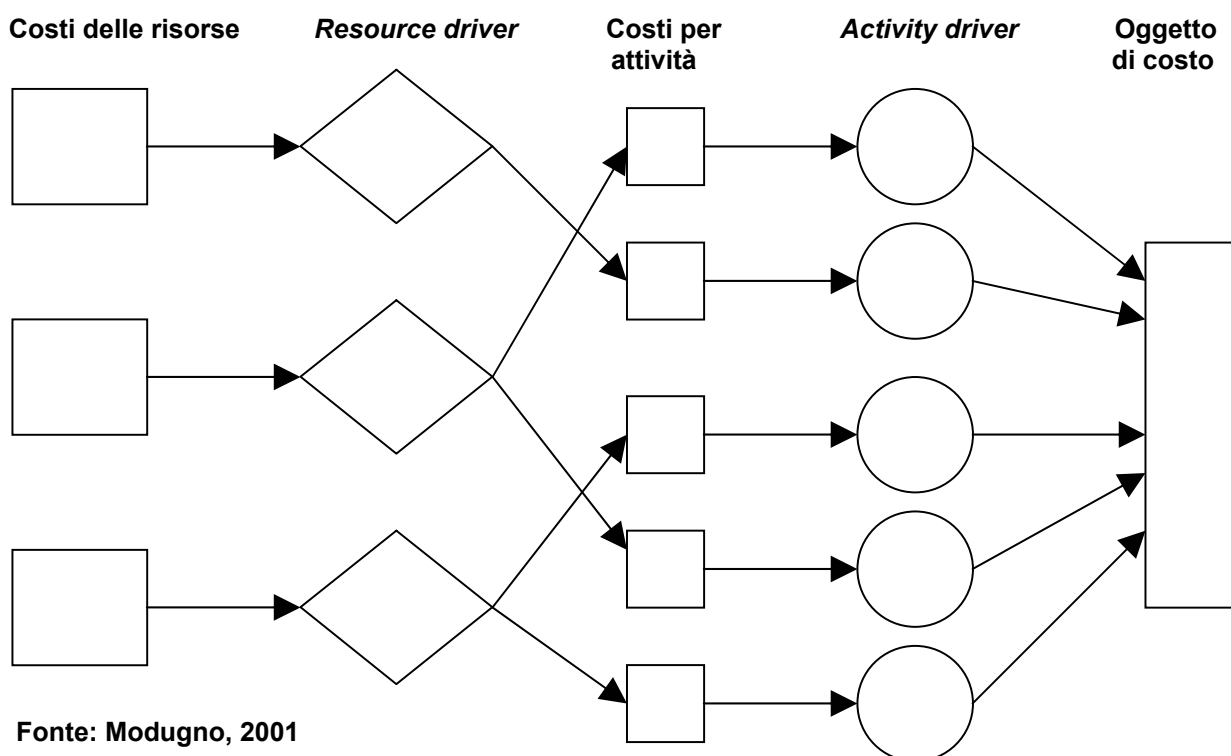 Costi delle risorse
Resource driver
Costi per
attività
Activity driver
Oggetto
di costo
Fonte: Modugno, 2001